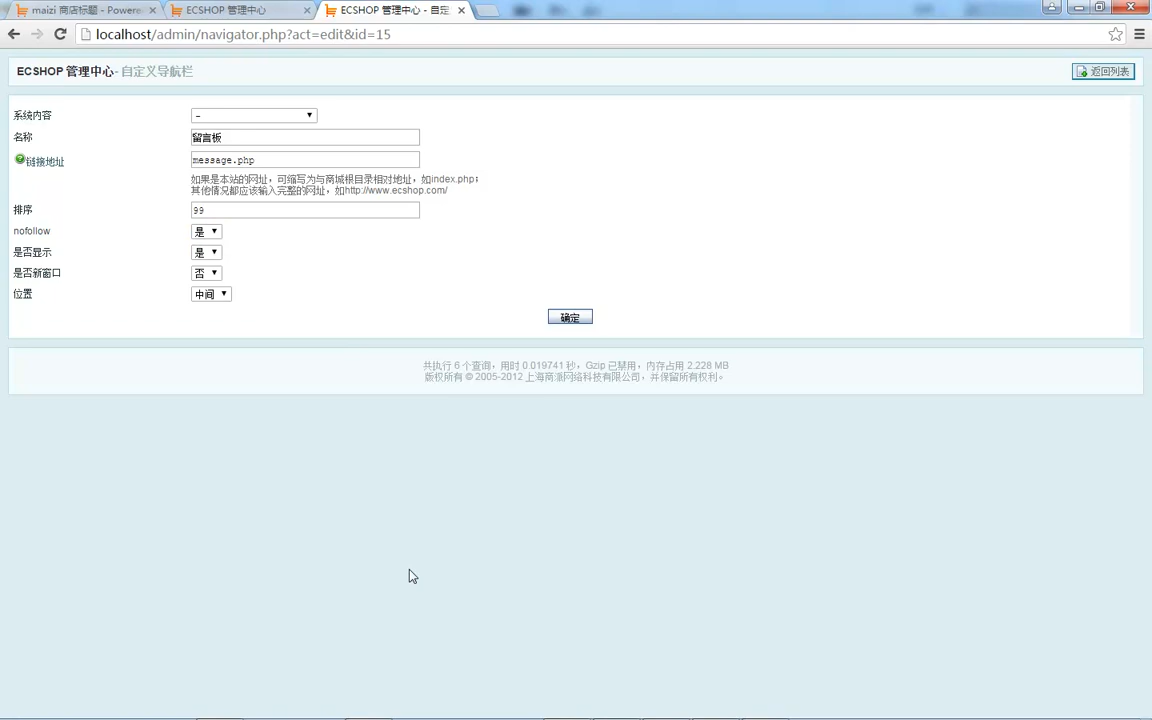 maizi 商店标题 - Powere
ECSHOP 管理中心
ECSHOP 管理中心 - 自定
localhost/admin/navigator.php?act=edit&id=15
ECSHOP 管理中心 - 自定义导航栏
返回列表
系统内容 -
名称 留言板
链接地址 message.php
如果是本站的网址，可缩写为与商城根目录相对地址，如index.php；
其他情况都应该输入完整的网址，如http://www.ecshop.com/
排序 99
nofollow 是
是否显示 是
是否新窗口 否
位置 中间
确定
共执行 6 个查询，用时 0.019741 秒，Gzip 已禁用，内存占用 2.228 MB
版权所有 © 2005-2012 上海商派网络科技有限公司，并保留所有权利。